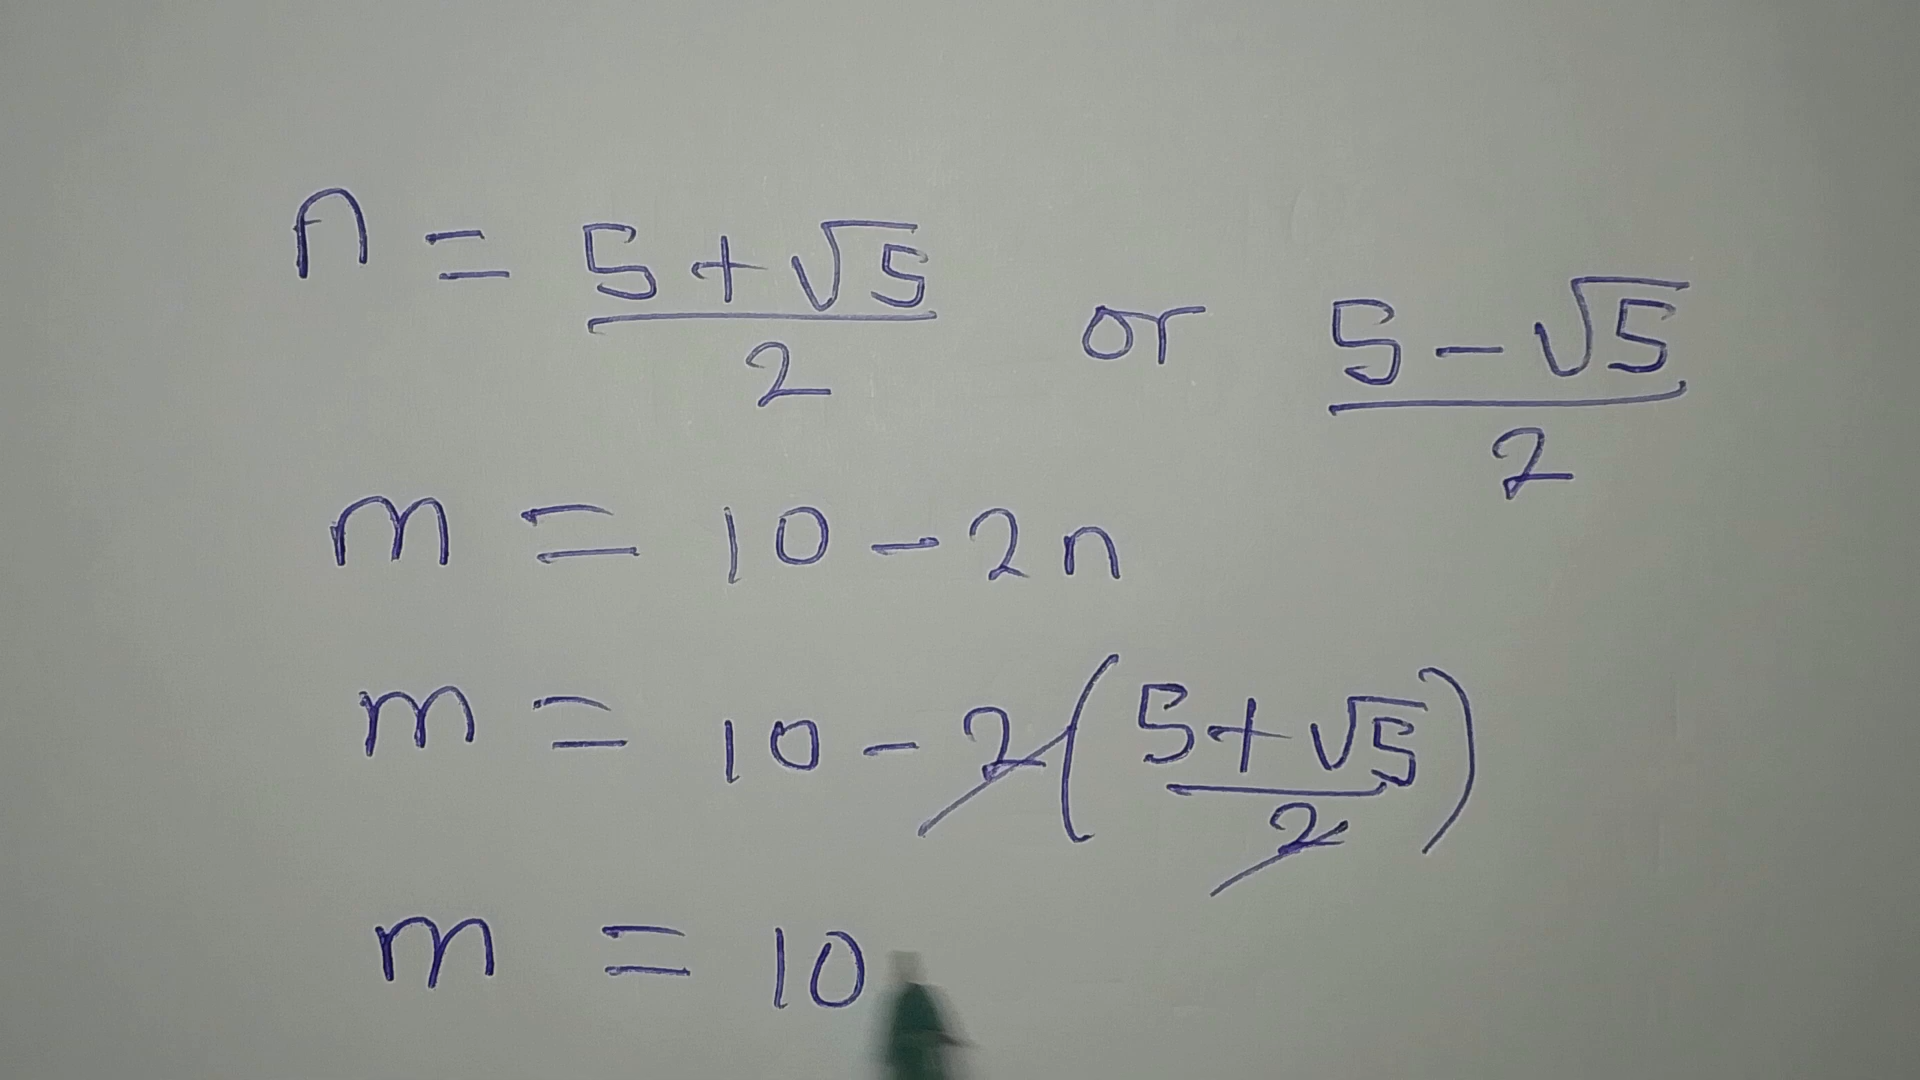 n = (5+√5)/2 or (5-√5)/2
m = 10-2n
m = 10-2((5+√5)/2)
m = 10